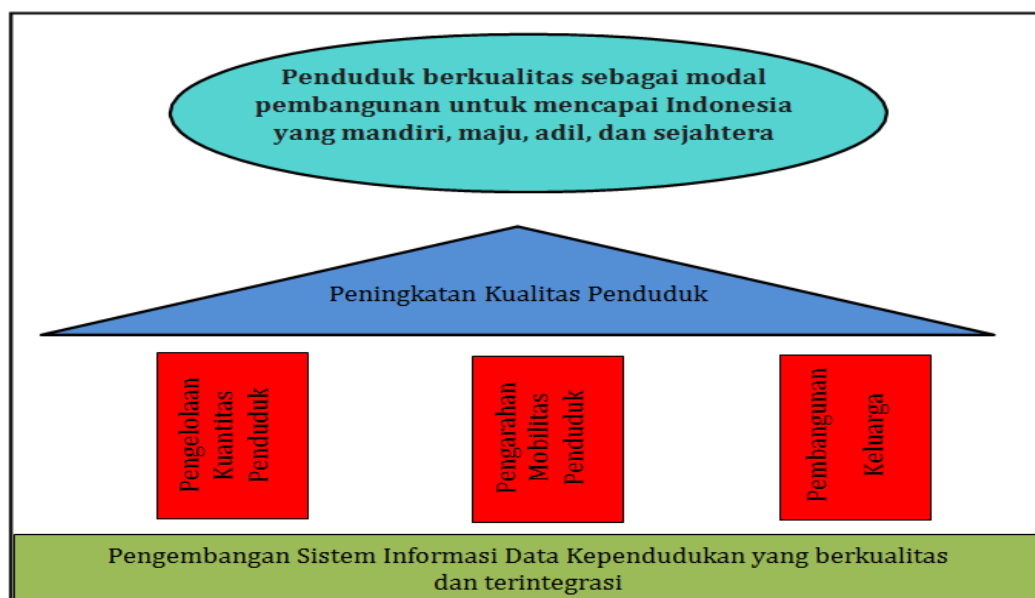 Penduduk berkualitas sebagai modal
pembangunan untuk mencapai Indonesia
yang mandiri, maju, adil, dan sejahtera
Peningkatan Kualitas Penduduk
Pengelolaan
Kuantitas
Penduduk
Pengarahan
Mobilitas
Penduduk
Pembangunan
Keluarga
Pengembangan Sistem Informasi Data Kependudukan yang berkualitas
dan terintegrasi